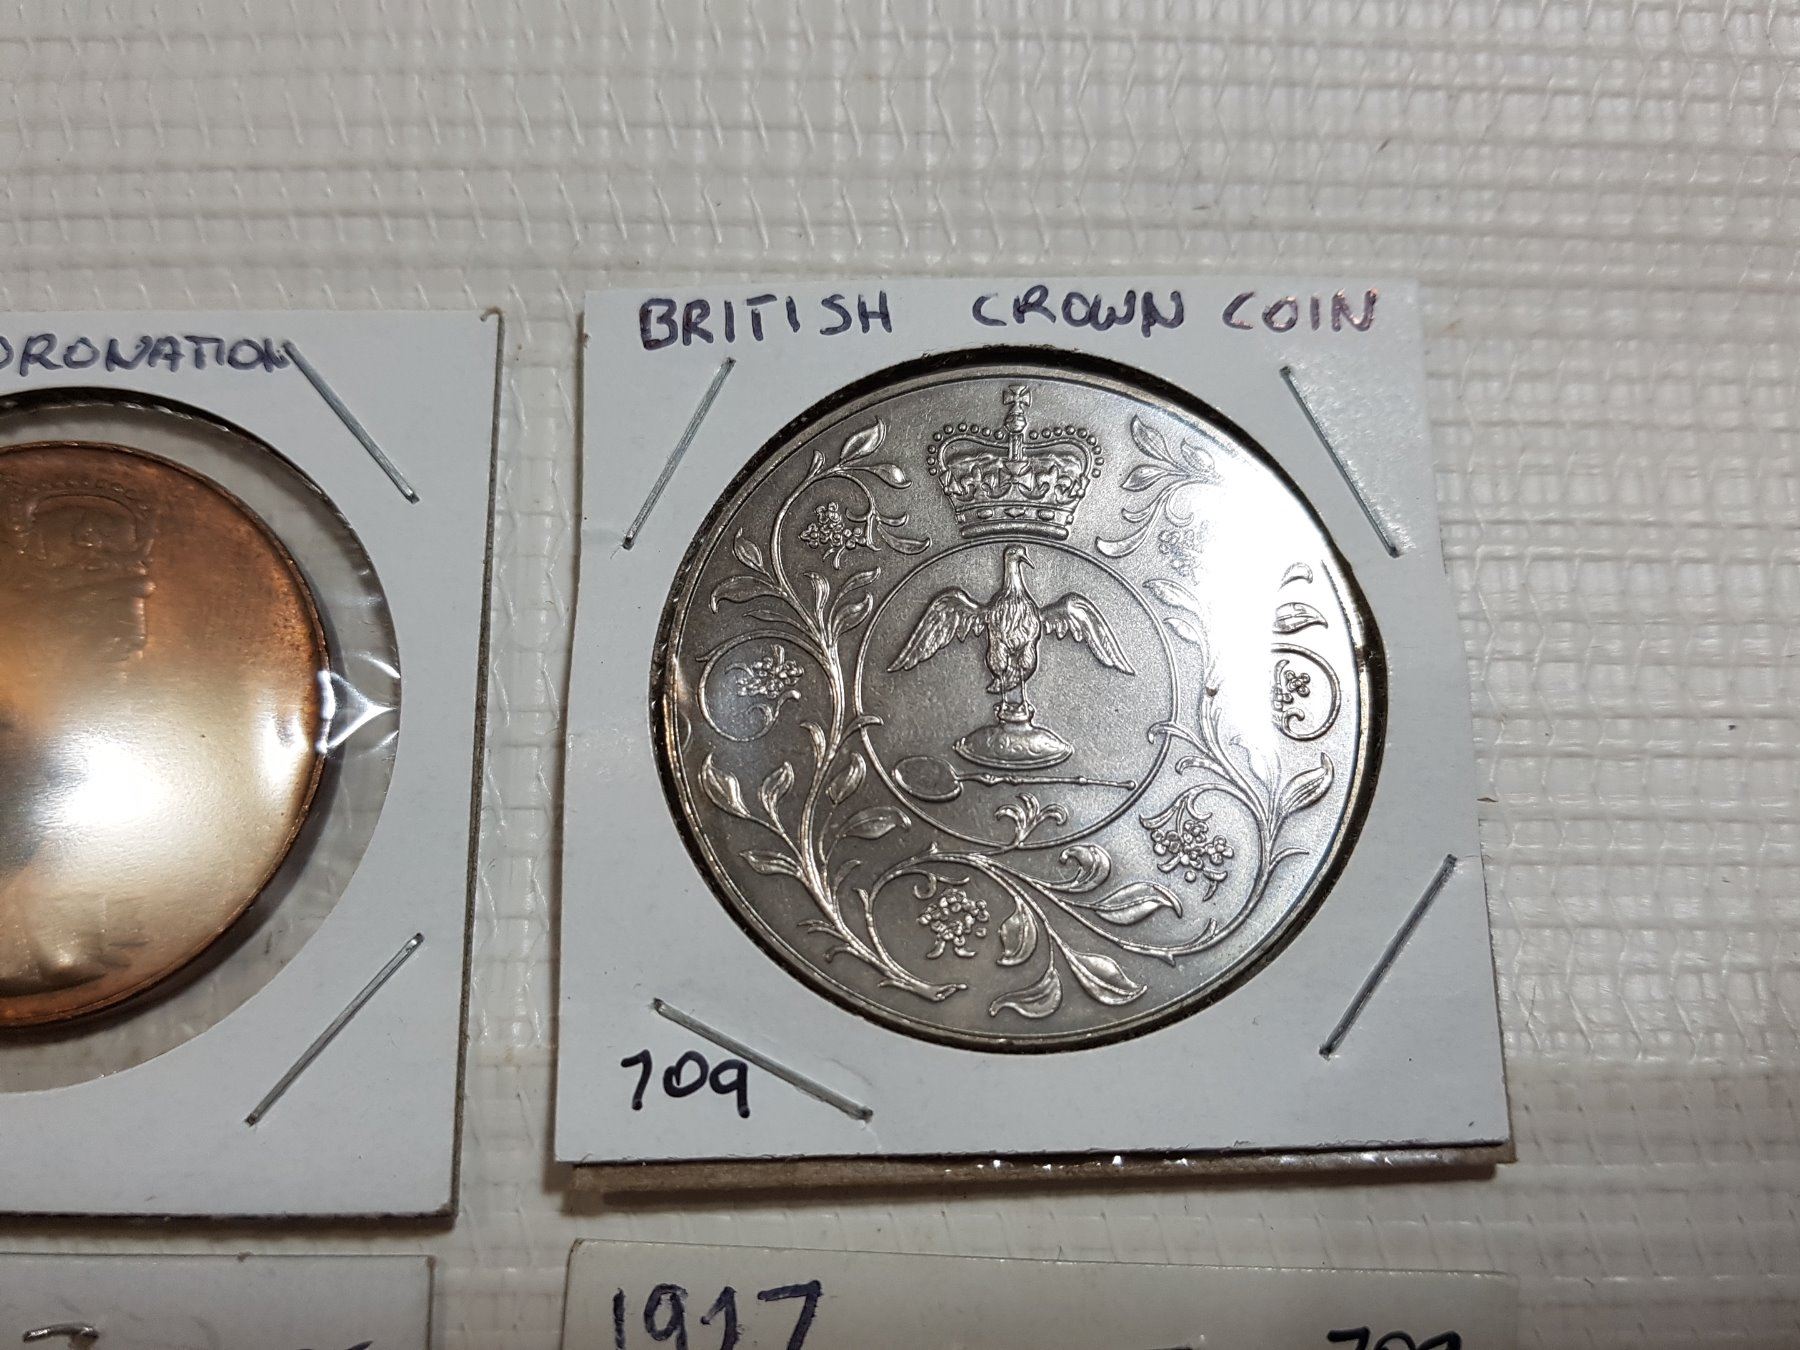 ORONATION
BRITISH CROWN COIN
709
1917